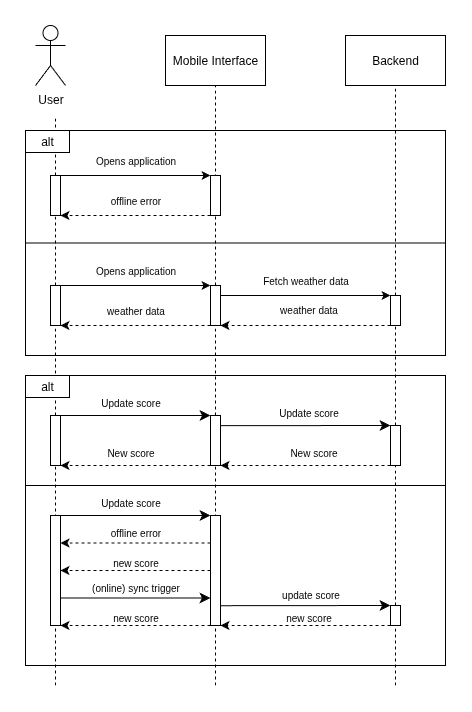 Mobile Interface
Backend
User
alt
Opens application
offline error
Opens application
Fetch weather data
weather data
weather data
alt
Update score
Update score
New score
New score
Update score
offline error
new score
(online) sync trigger
update score
new score
new score